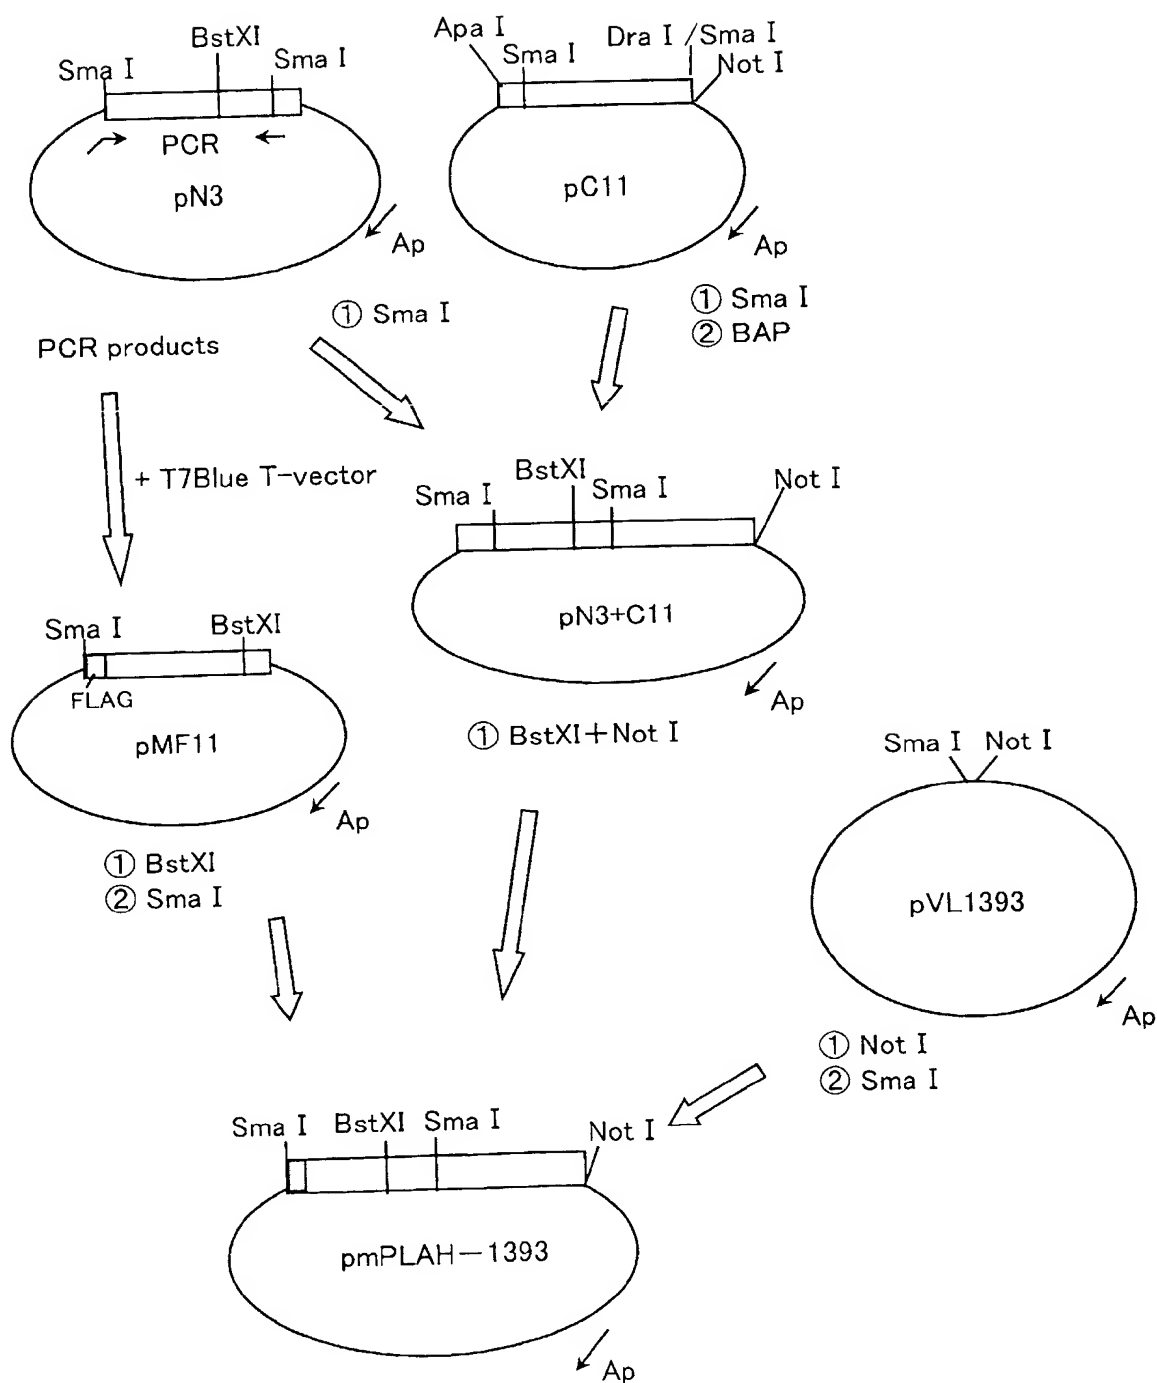 BstXI
Sma I
Sma I
PCR
pN3
Ap
Apa I
Sma I
Dra I / Sma I
Not I
pC11
Ap
① Sma I
① Sma I
② BAP
PCR products
+ T7Blue T-vector
Sma I
BstXI
Sma I
Not I
pN3+C11
Ap
① BstXI+Not I
Sma I
BstXI
FLAG
pMF11
Ap
① BstXI
② Sma I
Sma I
Not I
pVL1393
Ap
① Not I
② Sma I
Sma I
BstXI
Sma I
Not I
pmPLAH-1393
Ap